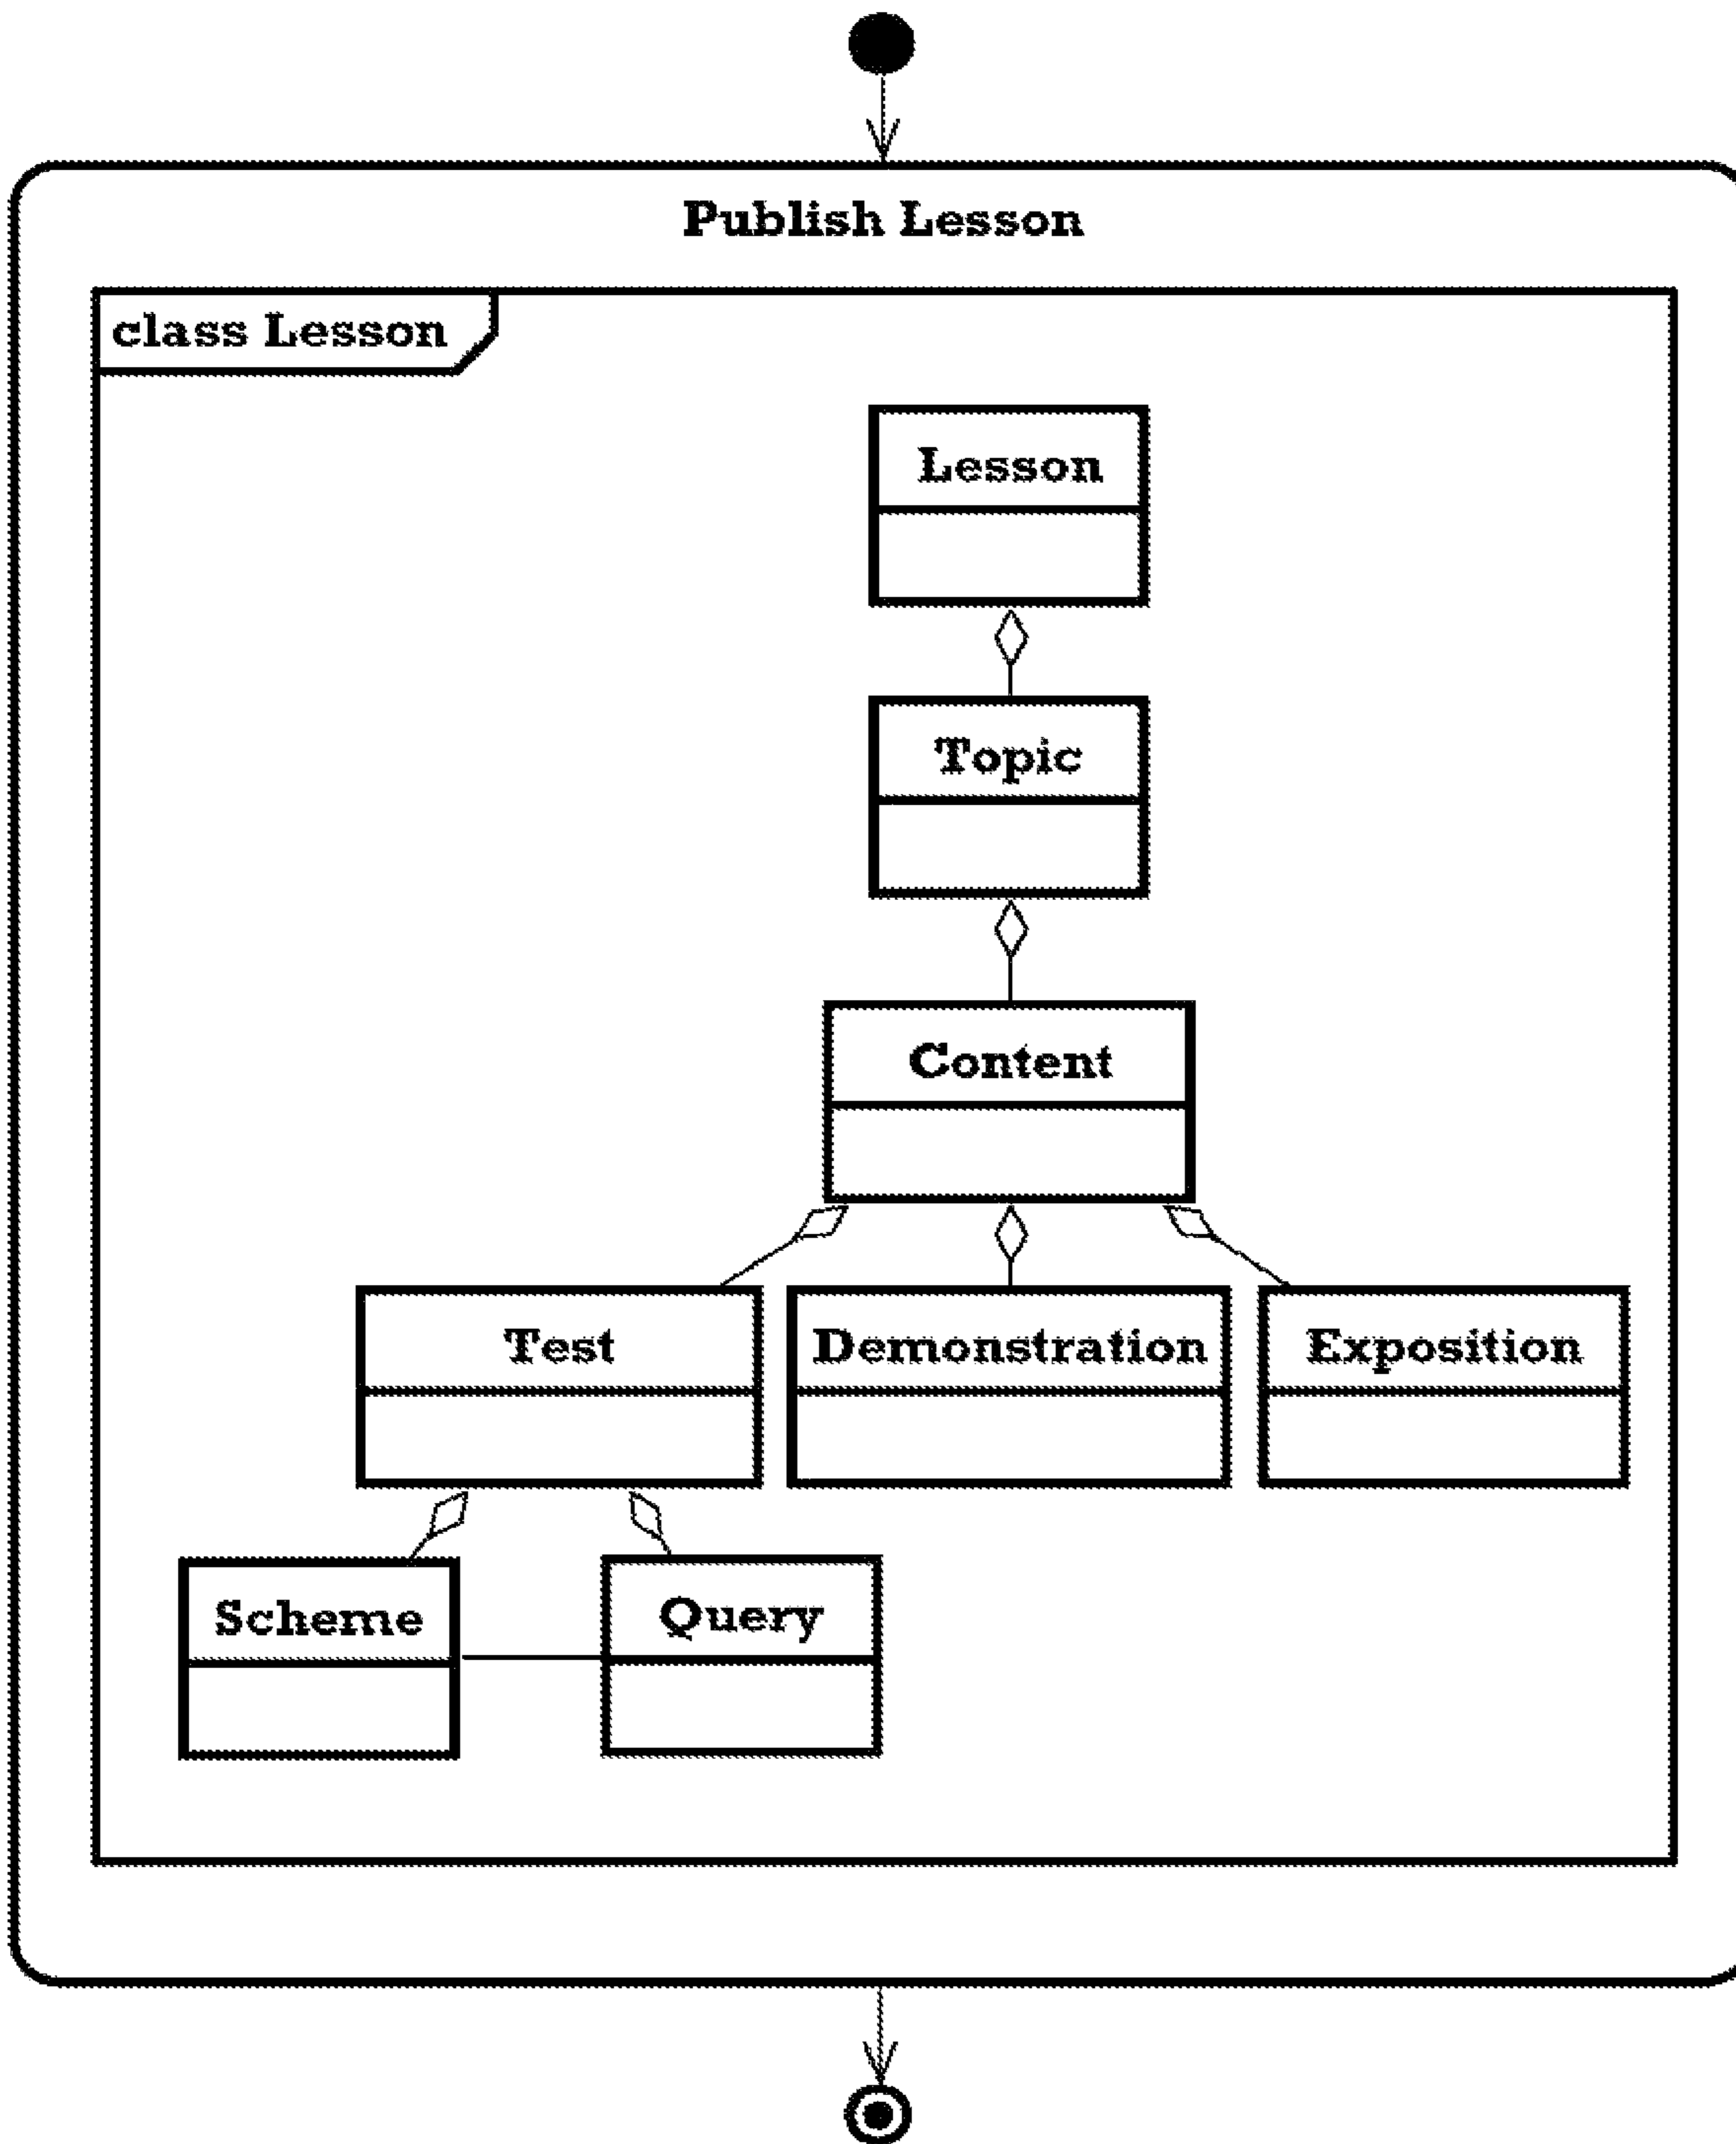 Publish Lesson
class Lesson
Lesson
Topic
Content
Test
Demonstration
Exposition
Scheme
Query